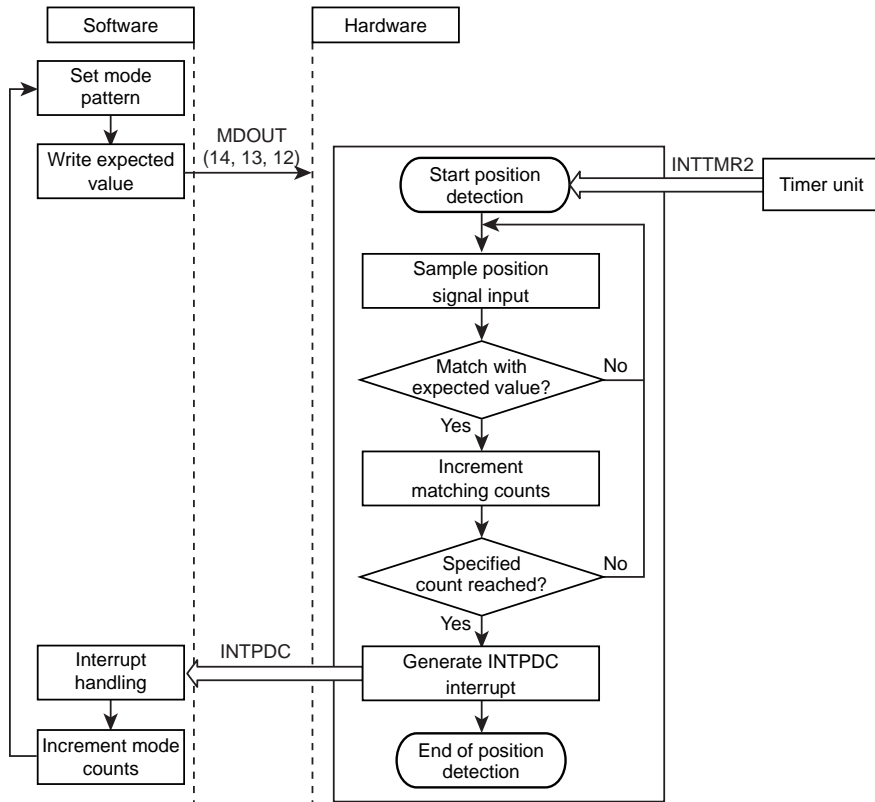 Software
Hardware
Set mode
pattern
Write expected
value
MDOUT
(14, 13, 12)
Start position
detection
INTTMR2
Timer unit
Sample position
signal input
Match with
expected value?
No
Yes
Increment
matching counts
Specified
count reached?
No
Yes
Generate INTPDC
interrupt
INTPDC
Interrupt
handling
Increment mode
counts
End of position
detection